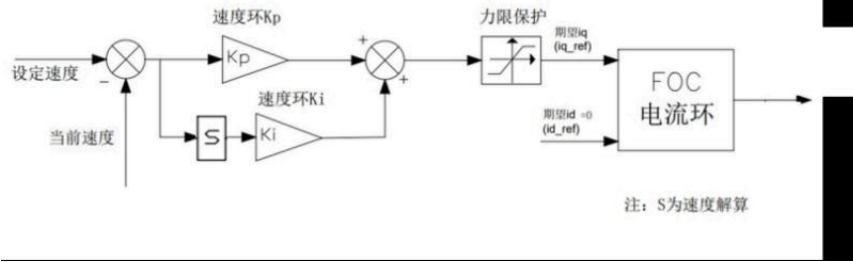 速度环Kp
力限保护
期望iq
(iq_ref)
+
Kp
设定速度
-
+
FOC
电流环
速度环Ki
期望id =0
(id_ref)
当前速度
S
Ki
注：S为速度解算